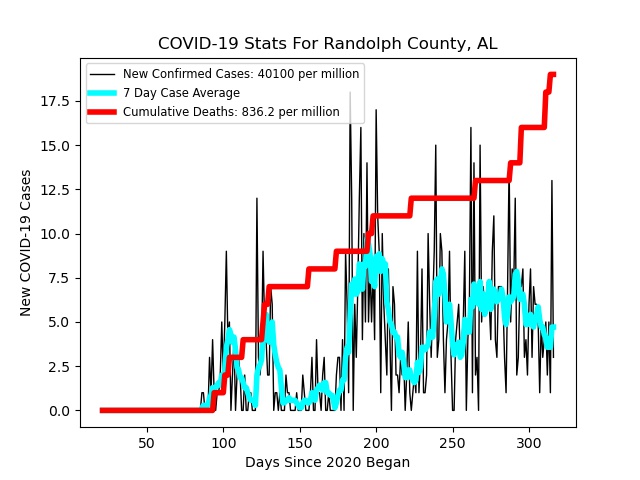 COVID-19 Stats For Randolph County, AL
New Confirmed Cases: 40100 per million
7 Day Case Average
Cumulative Deaths: 836.2 per million
New COVID-19 Cases
17.5
15.0
12.5
10.0
7.5
5.0
2.5
0.0
50 100 150 200 250 300
Days Since 2020 Began